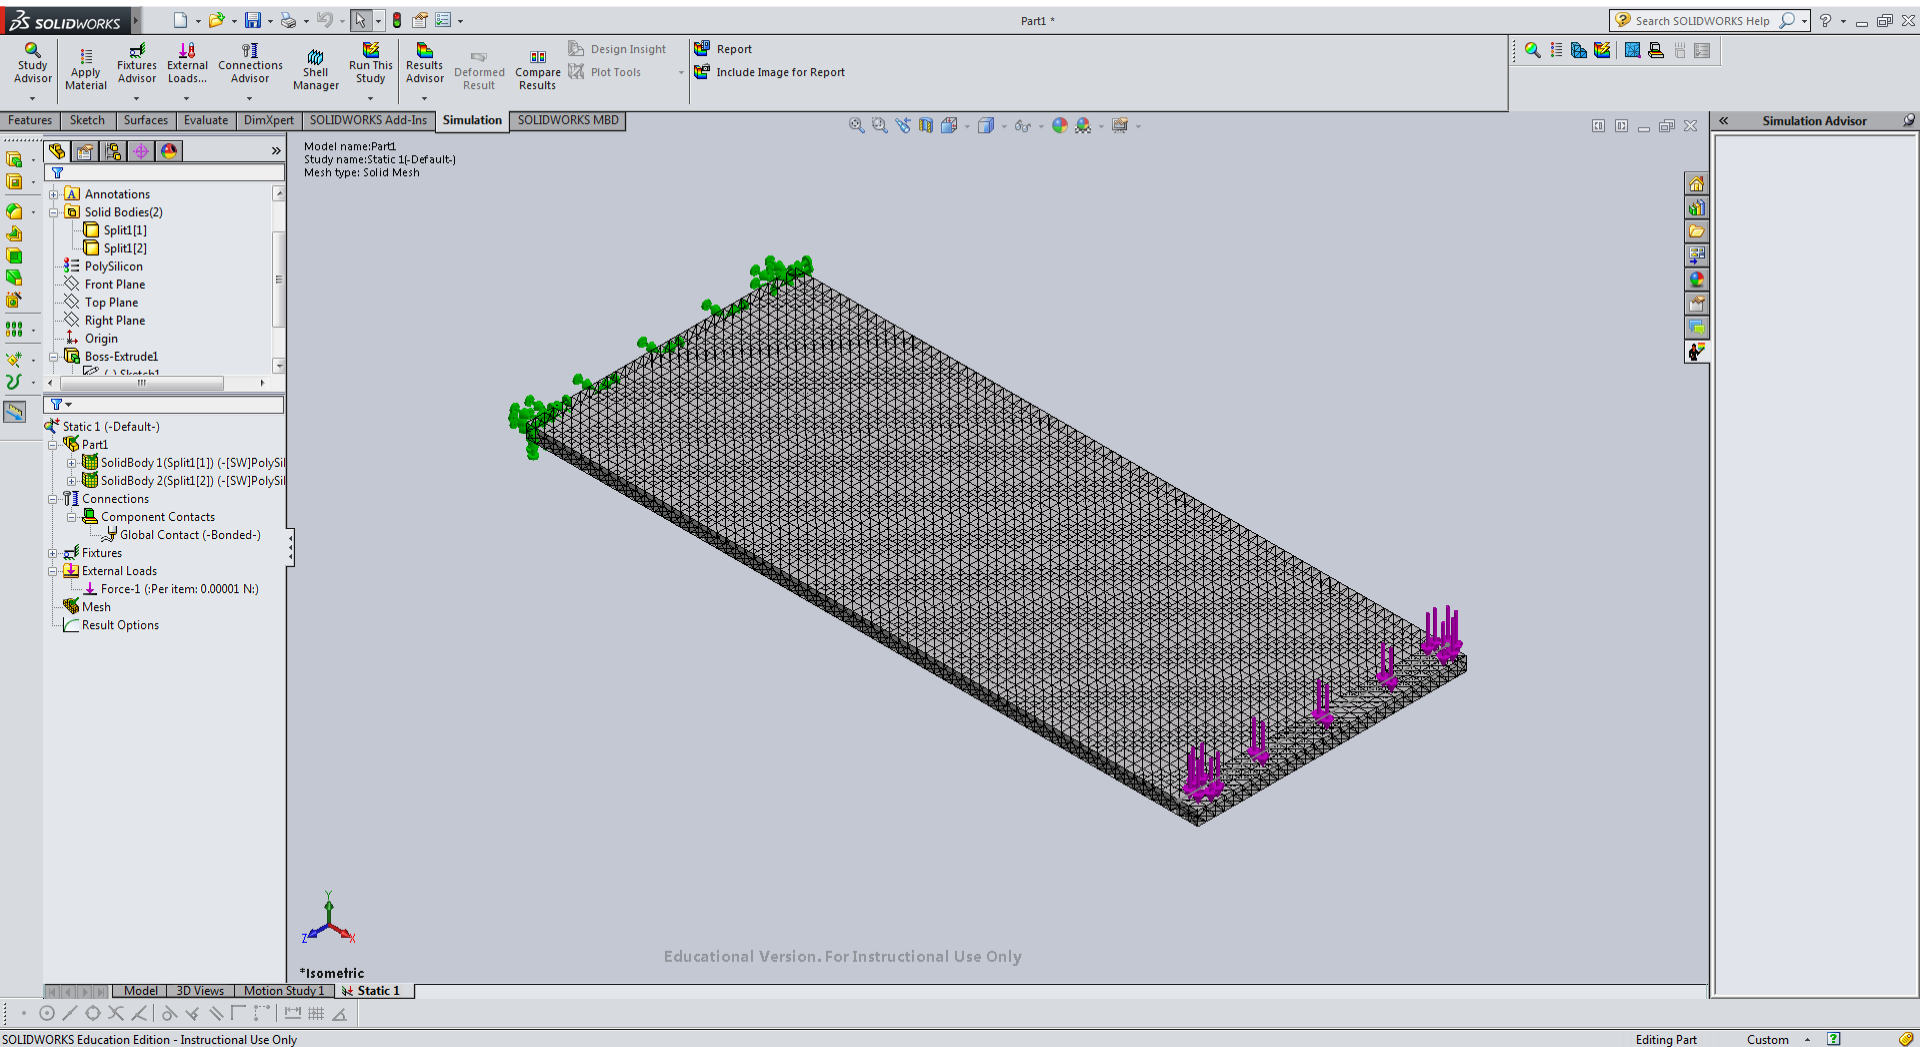 SOLIDWORKS
Part1 *
Search SOLIDWORKS Help
Study Advisor
Apply Material
Fixtures Advisor
External Loads...
Connections Advisor
Shell Manager
Run This Study
Results Advisor
Deformed Result
Compare Results
Design Insight
Plot Tools
Report
Include Image for Report
Features
Sketch
Surfaces
Evaluate
DimXpert
SOLIDWORKS Add-Ins
Simulation
SOLIDWORKS MBD
Simulation Advisor
Model name:Part1
Study name:Static 1(-Default-)
Mesh type: Solid Mesh
Annotations
Solid Bodies(2)
Split1[1]
Split1[2]
PolySilicon
Front Plane
Top Plane
Right Plane
Origin
Boss-Extrude1
(-) Sketch1
Static 1 (-Default-)
Part1
SolidBody 1(Split1[1]) (-[SW]PolySil
SolidBody 2(Split1[2]) (-[SW]PolySil
Connections
Component Contacts
Global Contact (-Bonded-)
Fixtures
External Loads
Force-1 (:Per item: 0.00001 N:)
Mesh
Result Options
Y
Z
X
*Isometric
Educational Version. For Instructional Use Only
Model
3D Views
Motion Study 1
Static 1
SOLIDWORKS Education Edition - Instructional Use Only
Editing Part
Custom